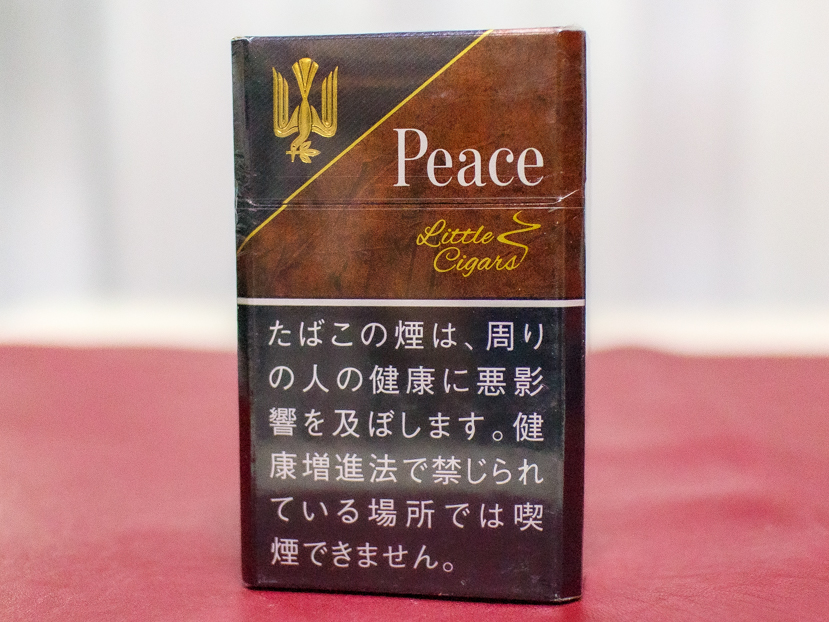 Peace
Little
Cigars
たばこの煙は、周り
の人の健康に悪影
響を及ぼします。健
康増進法で禁じられ
ている場所では喫
煙できません。